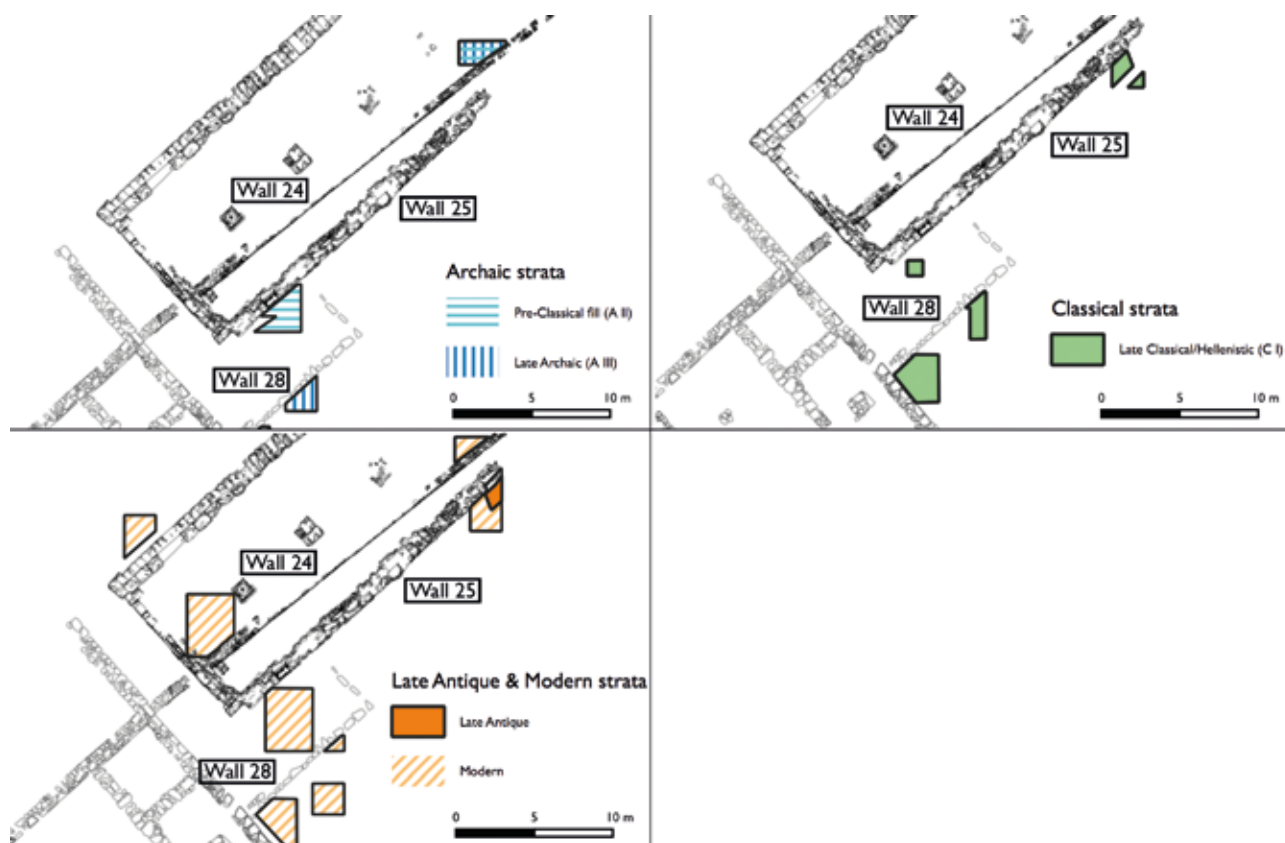 Wall 24
Wall 25
Wall 28
Archaic strata
Pre-Classical fill (A II)
Late Archaic (A III)
0 5 10 m
Wall 24
Wall 25
Wall 28
Classical strata
Late Classical/Hellenistic (C I)
0 5 10 m
Wall 24
Wall 25
Wall 28
Late Antique & Modern strata
Late Antique
Modern
0 5 10 m